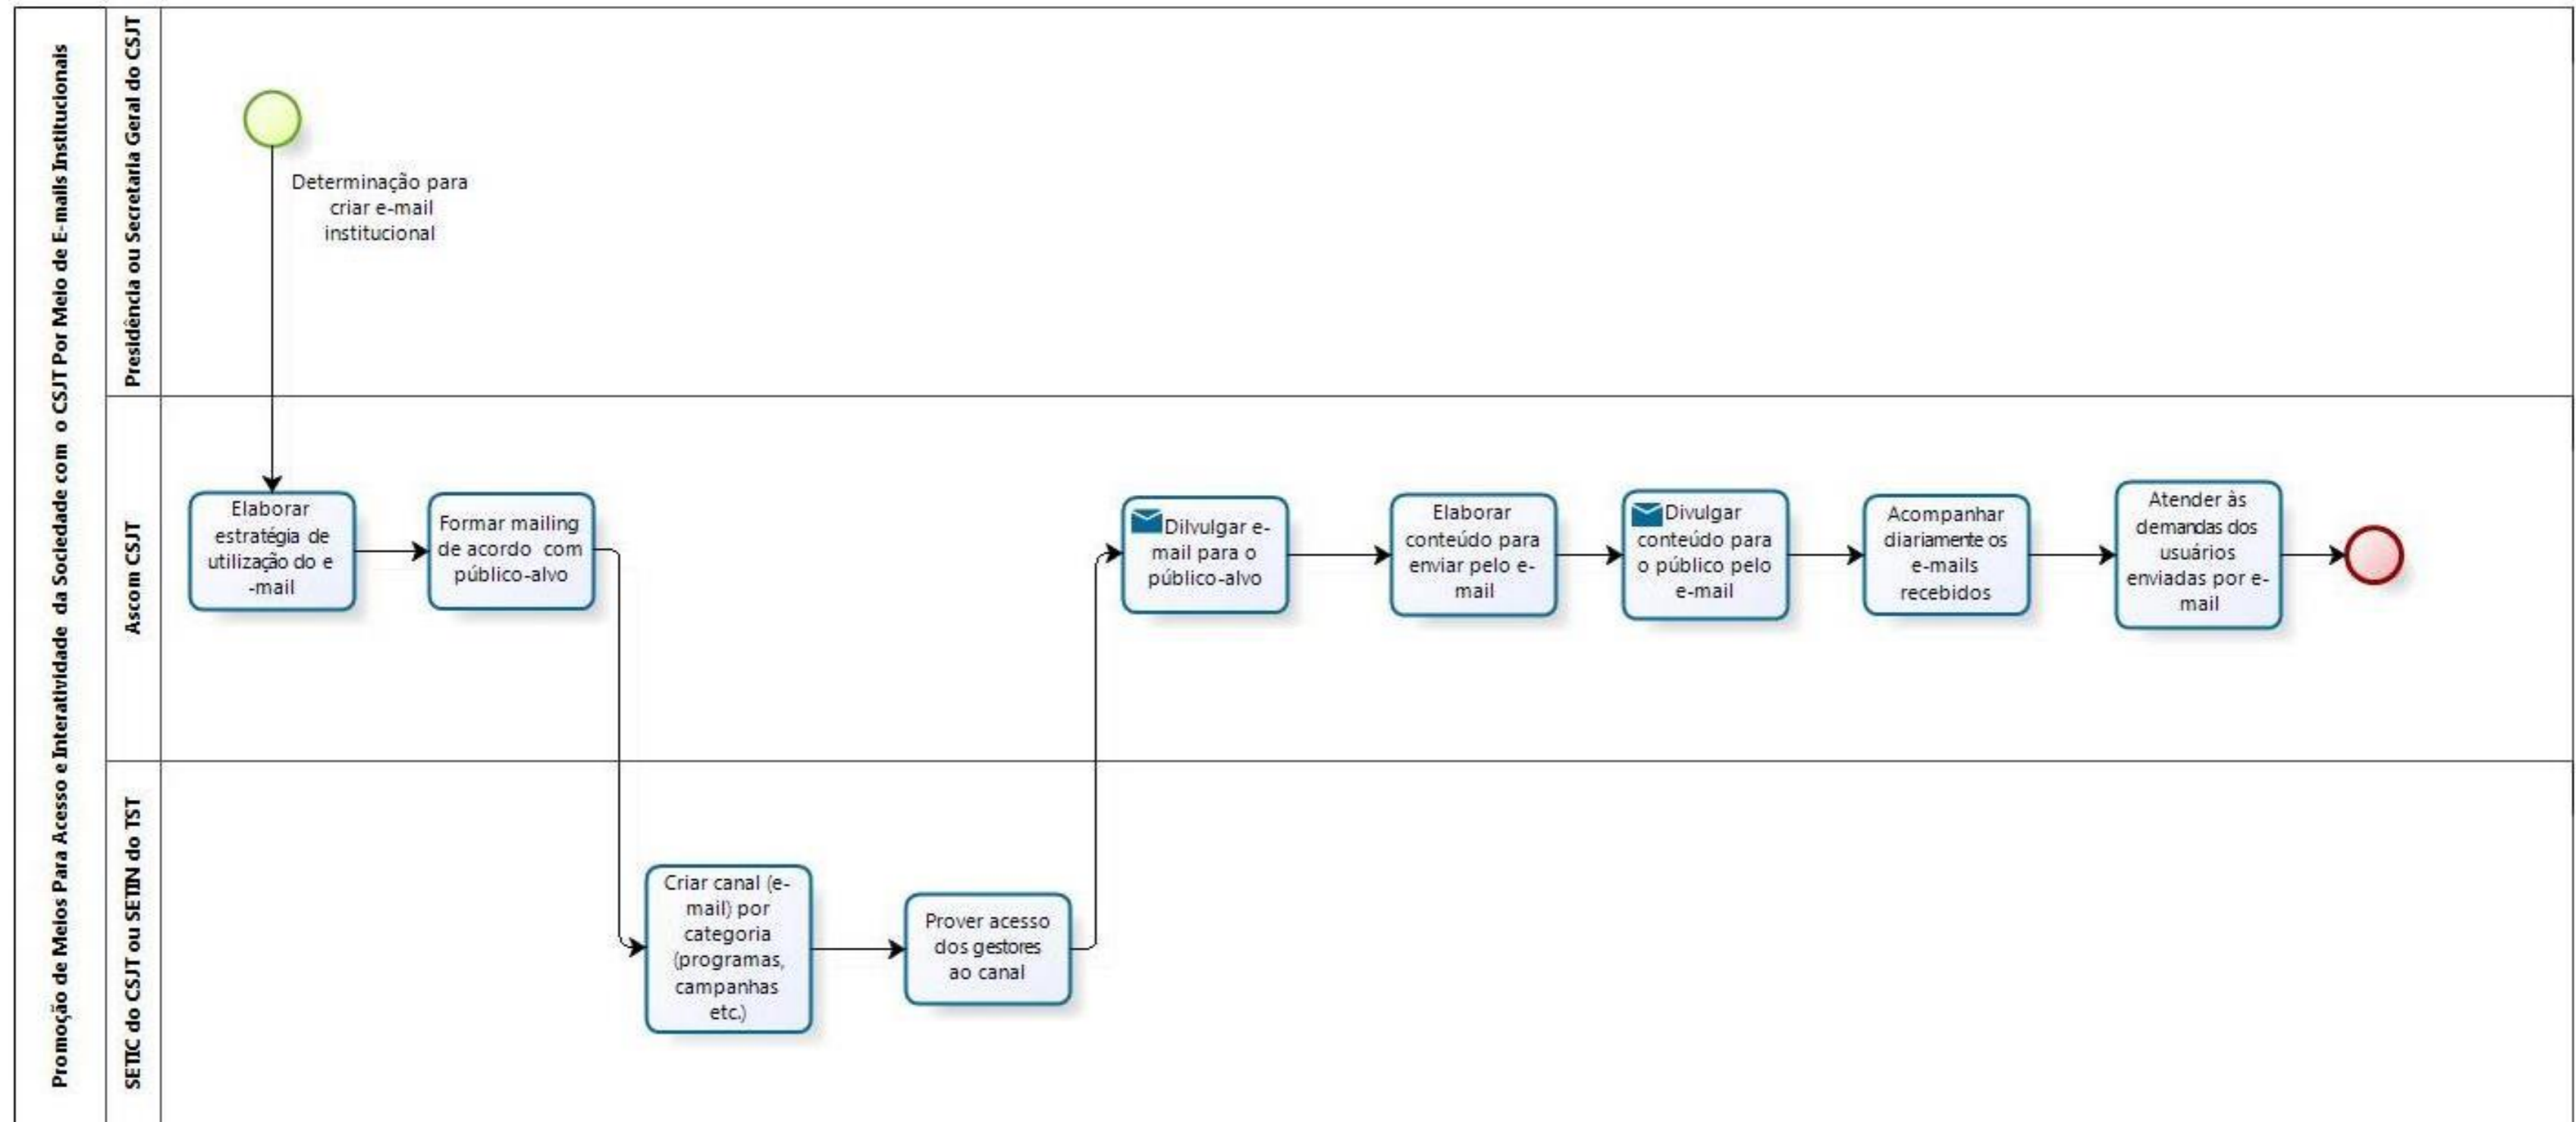 Promoção de Meios Para Acesso e Interatividade  da Sociedade com  o CSJT Por Meio de E-mails Institucionais
Presidência ou Secretaria Geral do CSJT
Determinação para
criar e-mail
institucional
Ascom CSJT
Elaborar
estratégia de
utilização do e
-mail
Formar mailing
de acordo  com
público-alvo
Dilvulgar e-
mail para o
público-alvo
Elaborar
conteúdo para
enviar pelo e-
mail
Divulgar
conteúdo para
o público pelo
e-mail
Acompanhar
diariamente os
e-mails
recebidos
Atender às
demandas dos
usuários
enviadas por e-
mail
SETIC do CSJT ou SETIN do TST
Criar canal (e-
mail) por
categoria
(programas,
campanhas
etc.)
Prover acesso
dos gestores
ao canal